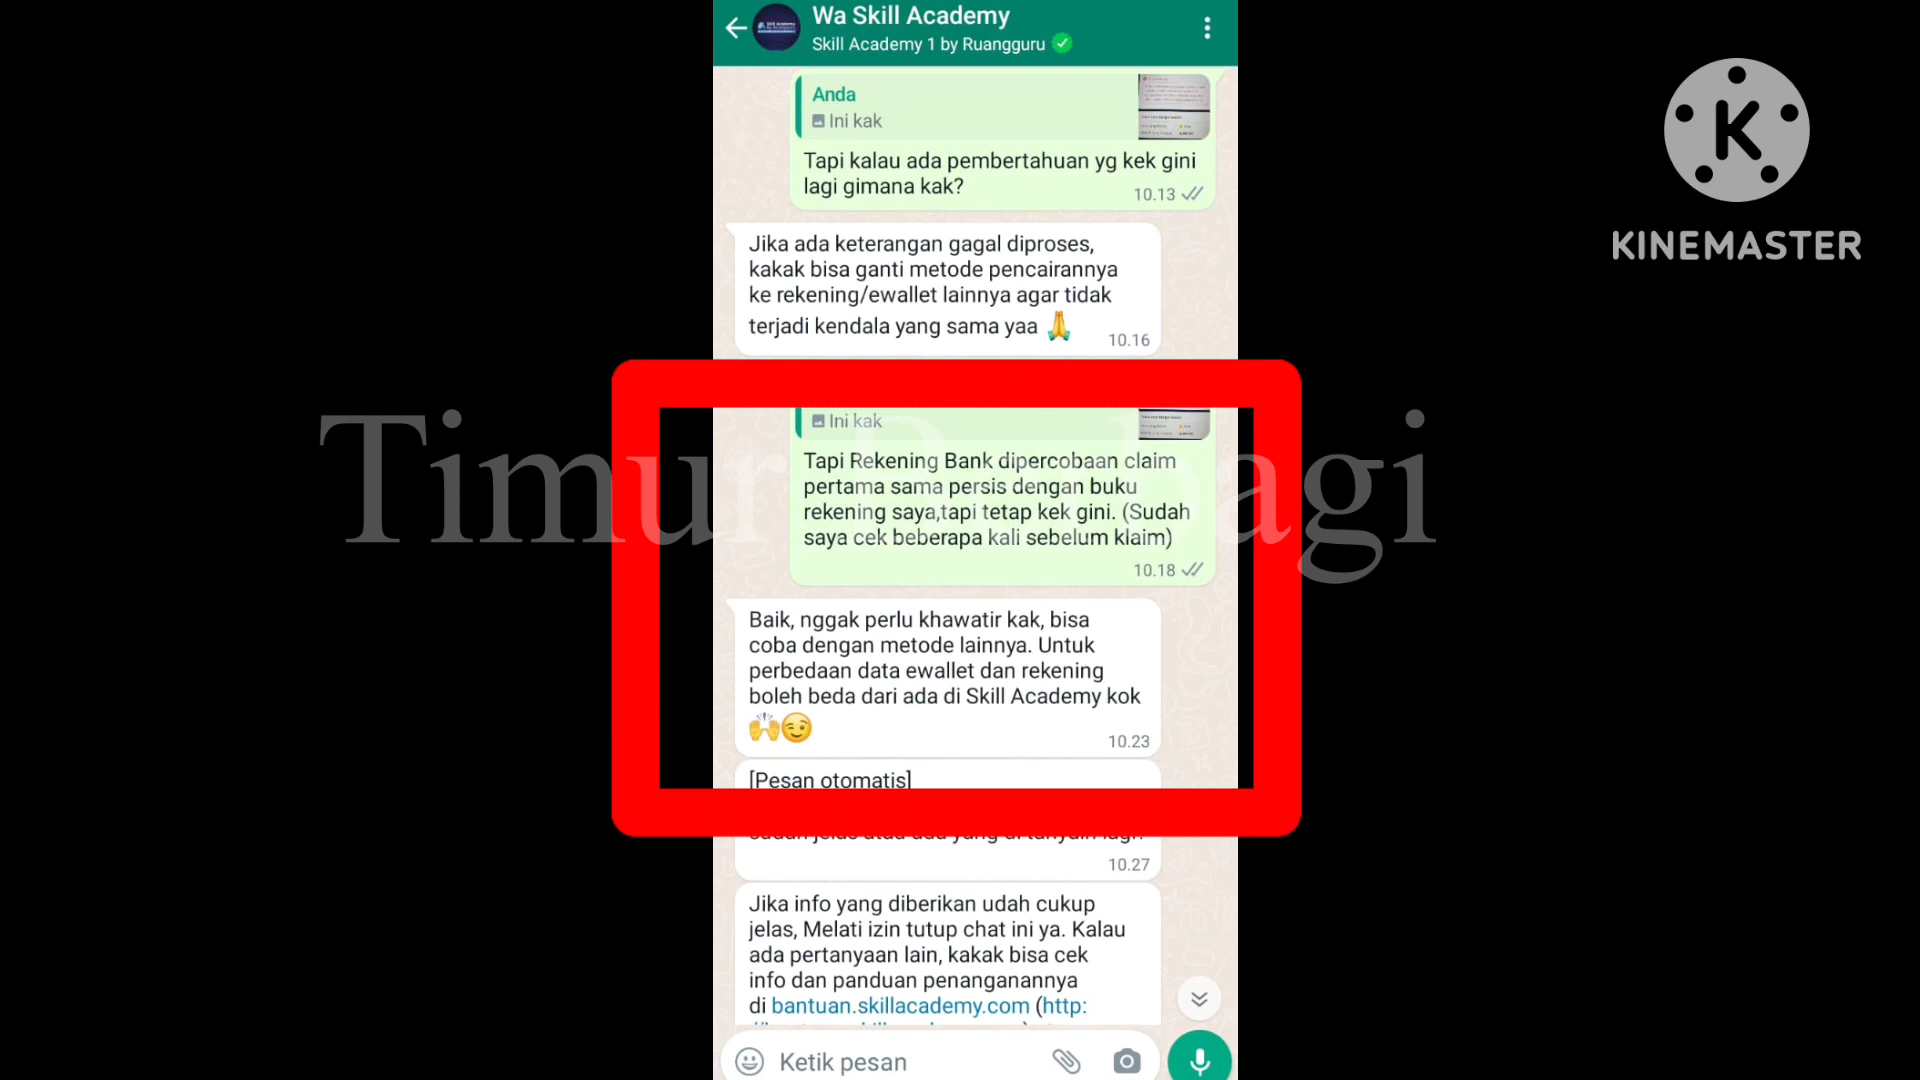 Wa Skill Academy
Skill Academy 1 by Ruangguru
Anda
Ini kak
Tapi kalau ada pembertahuan yg kek gini
lagi gimana kak?
10.13
Jika ada keterangan gagal diproses,
kakak bisa ganti metode pencairannya
ke rekening/ewallet lainnya agar tidak
terjadi kendala yang sama yaa
10.16
Ini kak
Tapi Rekening Bank dipercobaan claim
pertama sama persis dengan buku
rekening saya,tapi tetap kek gini. (Sudah
saya cek beberapa kali sebelum klaim)
10.18
Baik, nggak perlu khawatir kak, bisa
coba dengan metode lainnya. Untuk
perbedaan data ewallet dan rekening
boleh beda dari ada di Skill Academy kok
10.23
[Pesan otomatis]
10.27
Jika info yang diberikan udah cukup
jelas, Melati izin tutup chat ini ya. Kalau
ada pertanyaan lain, kakak bisa cek
info dan panduan penanganannya
di bantuan.skillacademy.com (http:
Ketik pesan
Timur
K
KINEMASTER